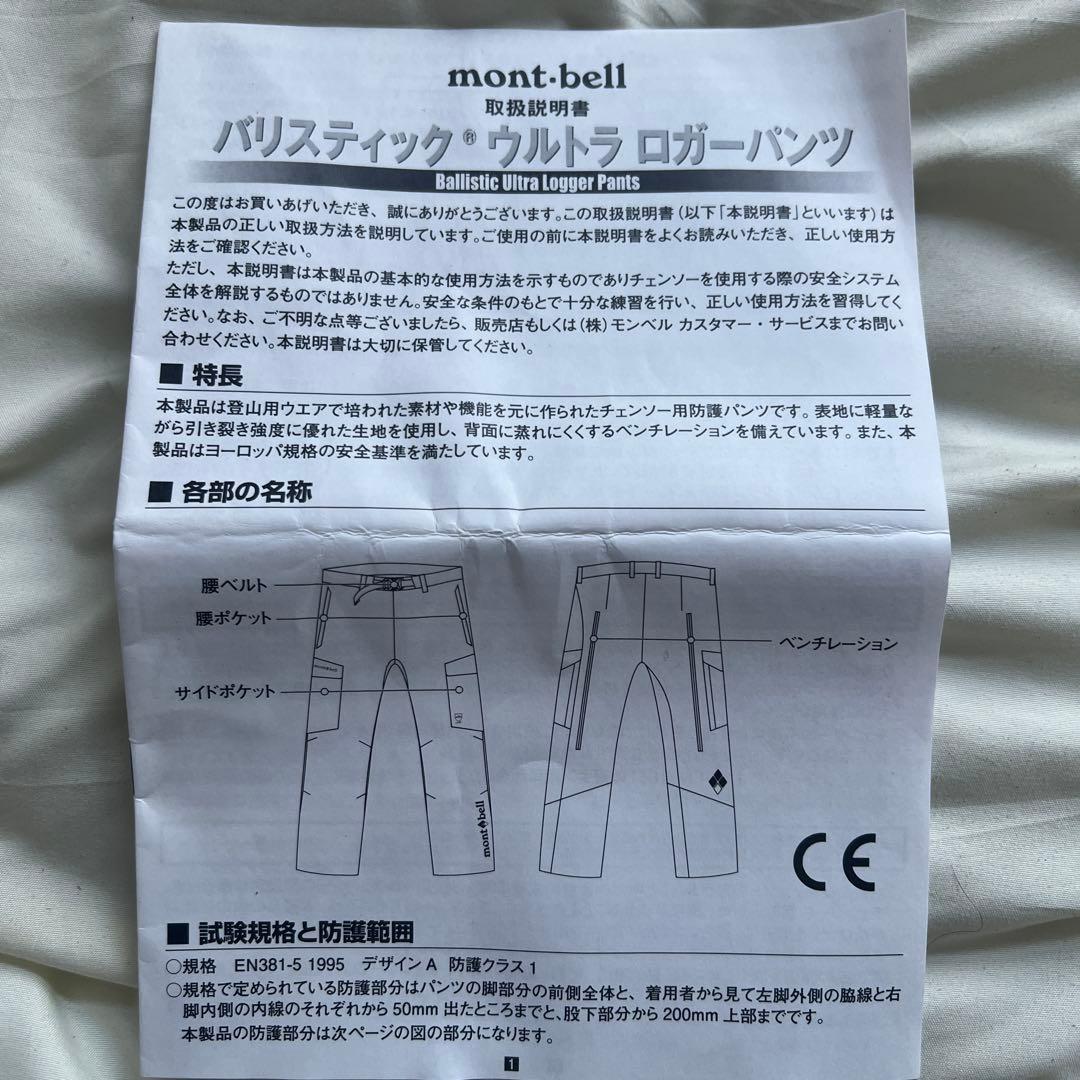 mont-bell
取扱説明書
バリスティック® ウルトラ ロガーパンツ
Ballistic Ultra Logger Pants
この度はお買いあげいただき、誠にありがとうございます。この取扱説明書（以下「本説明書」といいます）は
本製品の正しい取扱方法を説明しています。ご使用の前に本説明書をよくお読みいただき、正しい使用方
法をご確認ください。
ただし、本説明書は本製品の基本的な使用方法を示すものでありチェンソーを使用する際の安全システム
全体を解説するものではありません。安全な条件のもとで十分な練習を行い、正しい使用方法を習得してく
ださい。なお、ご不明な点等ございましたら、販売店もしくは（株）モンベル カスタマー・サービスまでお問い
合わせください。本説明書は大切に保管してください。
■ 特長
本製品は登山用ウエアで培われた素材や機能を元に作られたチェンソー用防護パンツです。表地に軽量な
がら引き裂き強度に優れた生地を使用し、背面に蒸れにくくするベンチレーションを備えています。また、本
製品はヨーロッパ規格の安全基準を満たしています。
■ 各部の名称
腰ベルト
腰ポケット
サイドポケット
ベンチレーション
mont-bell
mont-bell
CE
■ 試験規格と防護範囲
○規格 EN381-5 1995 デザインA 防護クラス1
○規格で定められている防護部分はパンツの脚部分の前側全体と、着用者から見て左脚外側の脇線と右
脚内側の内線のそれぞれから50mm 出たところまでと、股下部分から200mm 上部までです。
本製品の防護部分は次ページの図の部分になります。
1